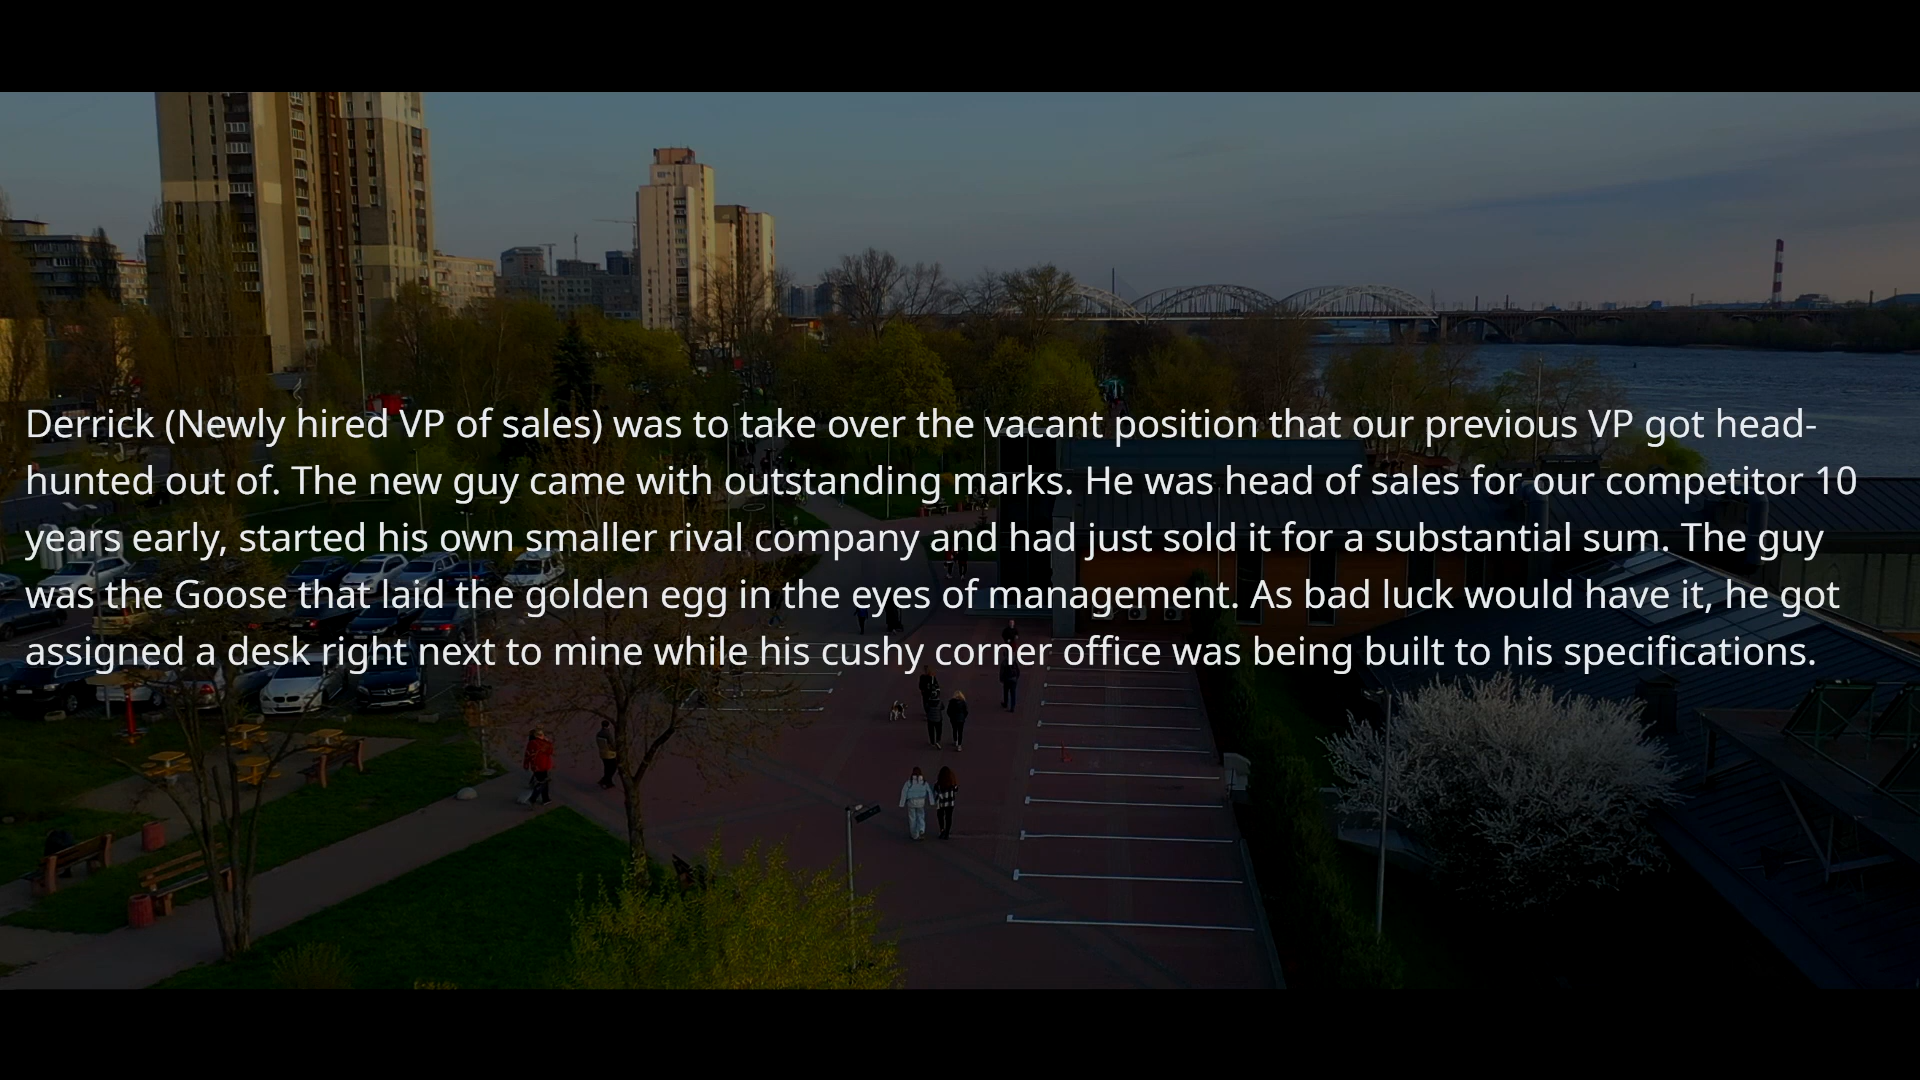 Derrick (Newly hired VP of sales) was to take over the vacant position that our previous VP got head-
hunted out of. The new guy came with outstanding marks. He was head of sales for our competitor 10
years early, started his own smaller rival company and had just sold it for a substantial sum. The guy
was the Goose that laid the golden egg in the eyes of management. As bad luck would have it, he got
assigned a desk right next to mine while his cushy corner office was being built to his specifications.